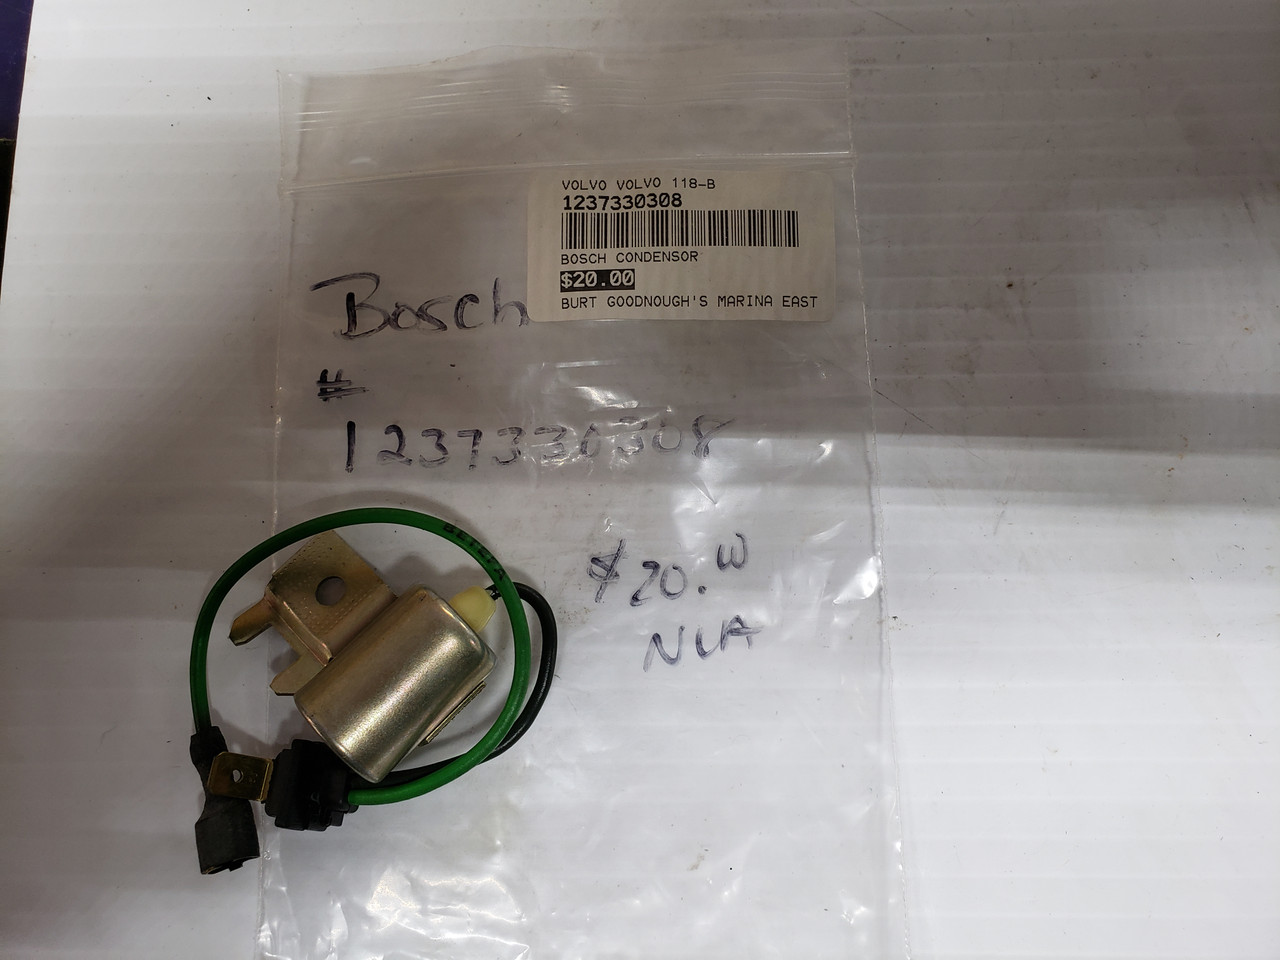 VOLVO VOLVO 118-B
1237330308
BOSCH CONDENSOR
$20.00
BURT GOODNOUGH'S MARINA EAST
Bosch
#
1237330308
$20.00
NLA